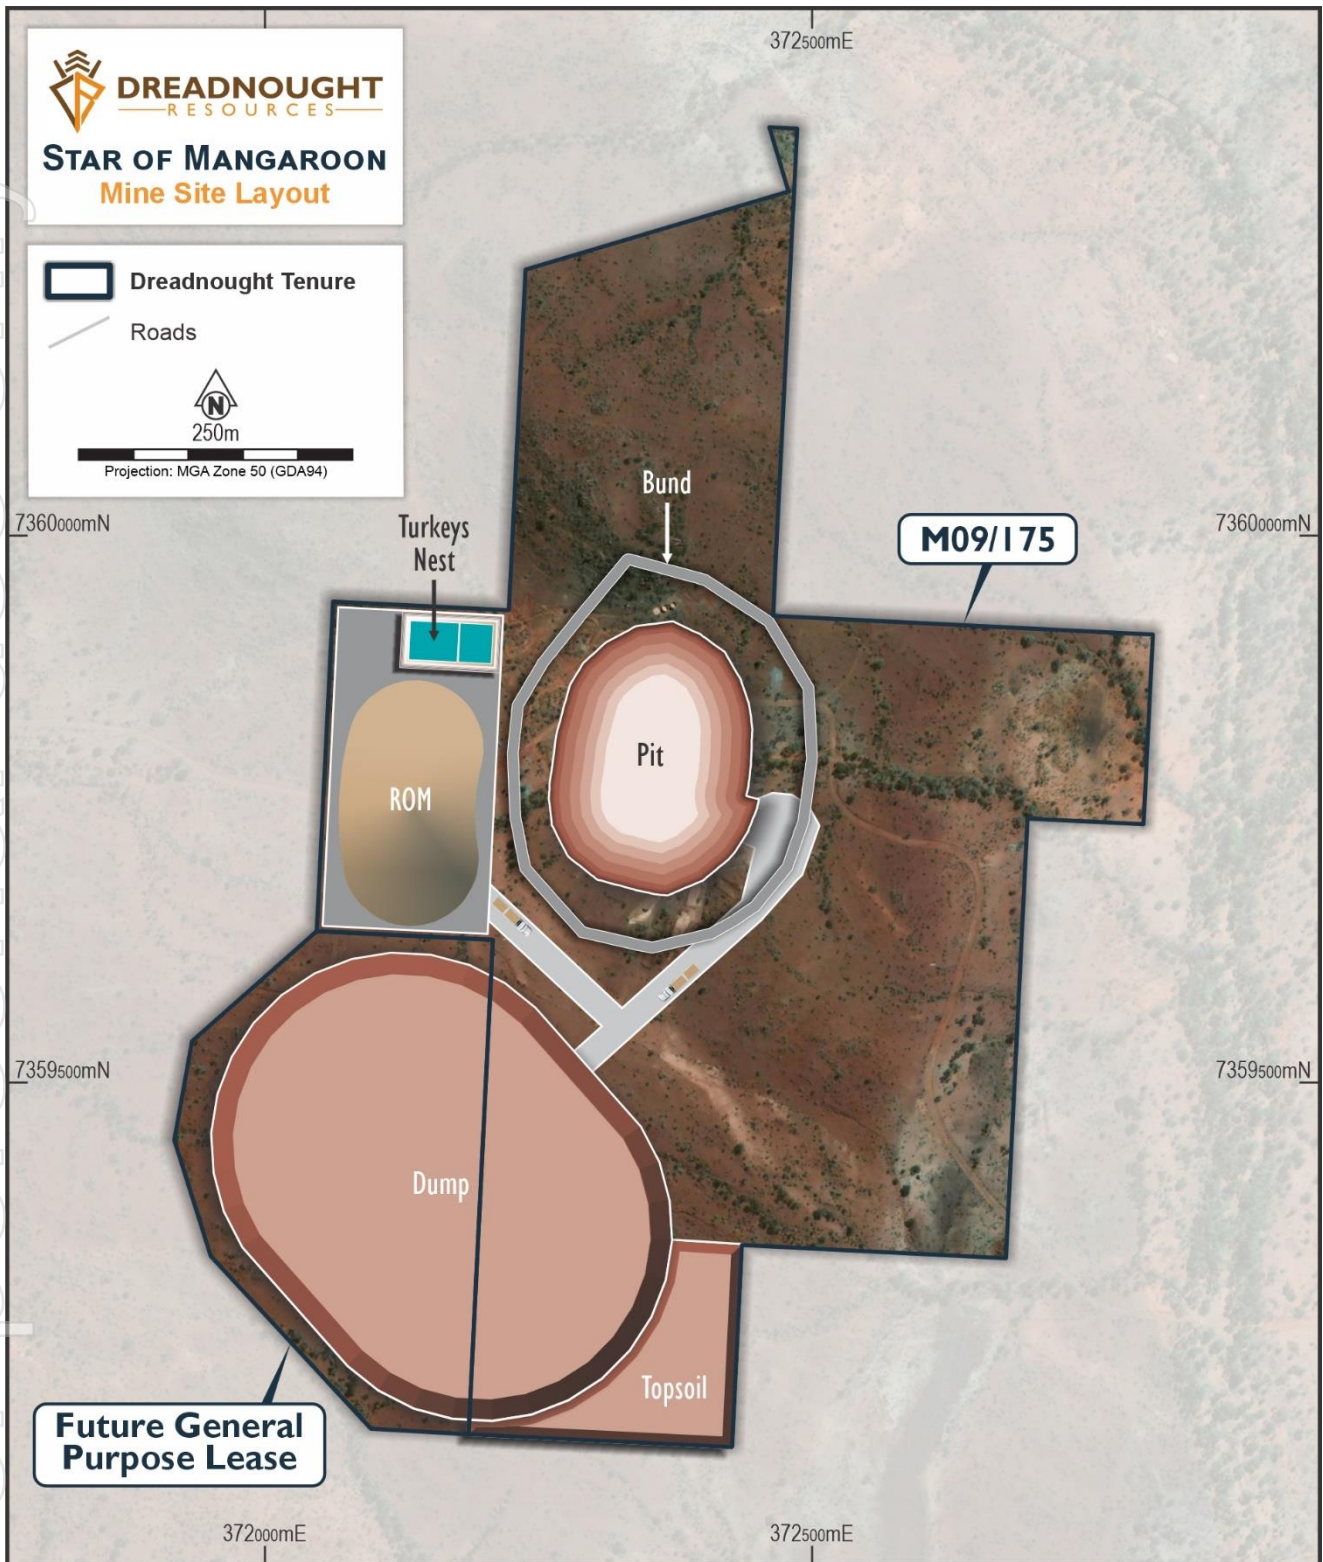 372500mE
DREADNOUGHT
RESOURCES
STAR OF MANGAROON
Mine Site Layout
Dreadnought Tenure
Roads
N
250m
Projection: MGA Zone 50 (GDA94)
Bund
7360000mN
Turkeys
Nest
M09/175
7360000mN
Pit
ROM
7359500mN
7359500mN
Dump
Topsoil
Future General
Purpose Lease
372000mE
372500mE